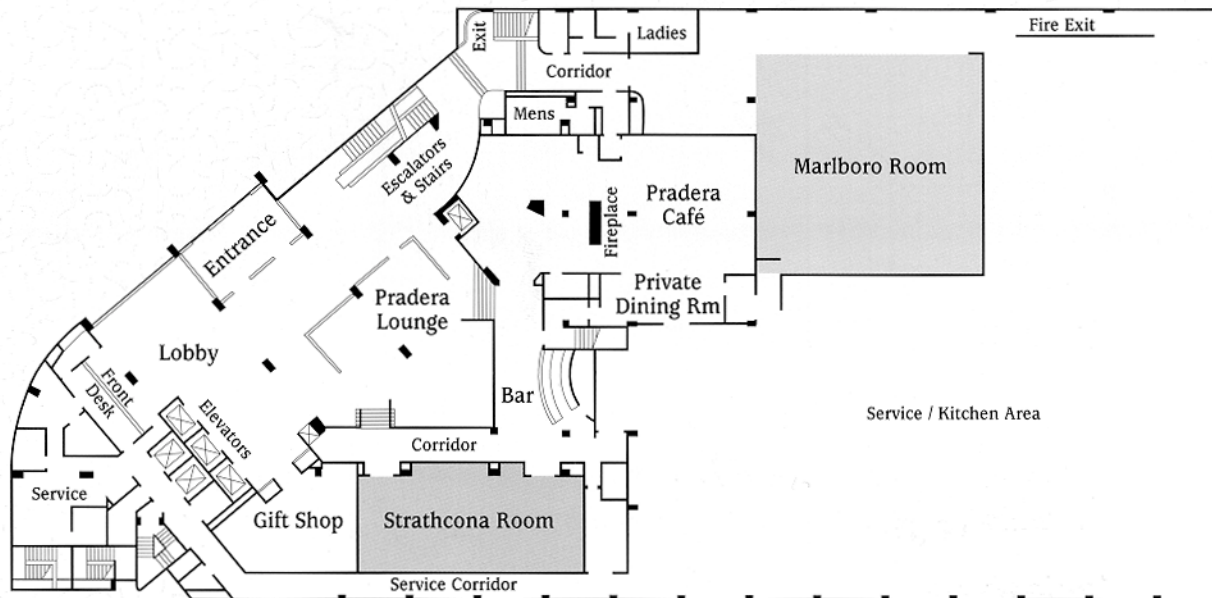 Fire Exit
Exit
Ladies
Corridor
Mens
Escalators
& Stairs
Marlboro Room
Pradera
Café
Fireplace
Entrance
Private
Dining Rm
Pradera
Lounge
Lobby
Front
Desk
Elevators
Bar
Service / Kitchen Area
Corridor
Service
Gift Shop
Strathcona Room
Service Corridor